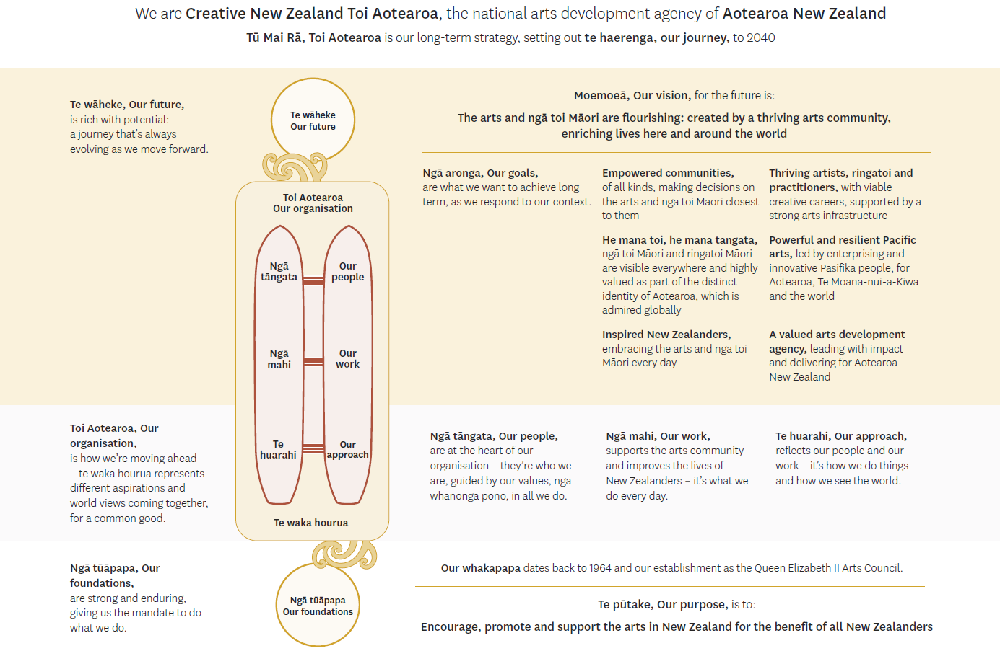 We are Creative New Zealand Toi Aotearoa, the national arts development agency of Aotearoa New Zealand
Tū Mai Rā, Toi Aotearoa is our long-term strategy, setting out te haerenga, our journey, to 2040
Te wāheke, Our future,
is rich with potential:
a journey that's always
evolving as we move forward.
Te wāheke
Our future
Moemoeā, Our vision, for the future is:
The arts and ngā toi Māori are flourishing: created by a thriving arts community,
enriching lives here and around the world
Ngā aronga, Our goals,
are what we want to achieve long
term, as we respond to our context.
Empowered communities,
of all kinds, making decisions on
the arts and ngā toi Māori closest
to them
Thriving artists, ringatoi and
practitioners, with viable
creative careers, supported by a
strong arts infrastructure
He mana toi, he mana tangata,
ngā toi Māori and ringatoi Māori
are visible everywhere and highly
valued as part of the distinct
identity of Aotearoa, which is
admired globally
Powerful and resilient Pacific
arts, led by enterprising and
innovative Pasifika people, for
Aotearoa, Te Moana-nui-a-Kiwa
and the world
Inspired New Zealanders,
embracing the arts and ngā toi
Māori every day
A valued arts development
agency, leading with impact
and delivering for Aotearoa
New Zealand
Toi Aotearoa
Our organisation
Ngā
tāngata
Our
people
Ngā
mahi
Our
work
Te
huarahi
Our
approach
Te waka hourua
Toi Aotearoa, Our
organisation,
is how we're moving ahead
– te waka hourua represents
different aspirations and
world views coming together,
for a common good.
Ngā tāngata, Our people,
are at the heart of our
organisation – they're who we
are, guided by our values, ngā
whanonga pono, in all we do.
Ngā mahi, Our work,
supports the arts community
and improves the lives of
New Zealanders – it's what we
do every day.
Te huarahi, Our approach,
reflects our people and our
work – it's how we do things
and how we see the world.
Ngā tūāpapa, Our
foundations,
are strong and enduring,
giving us the mandate to do
what we do.
Ngā tūāpapa
Our foundations
Our whakapapa dates back to 1964 and our establishment as the Queen Elizabeth II Arts Council.
Te pūtake, Our purpose, is to:
Encourage, promote and support the arts in New Zealand for the benefit of all New Zealanders